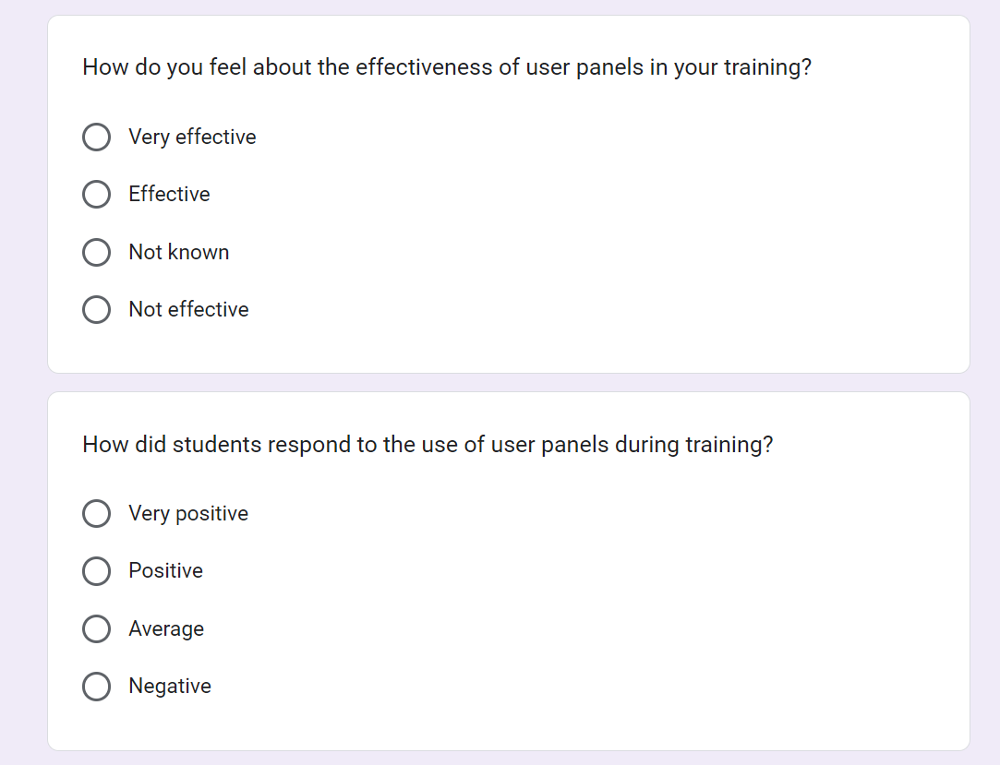 How do you feel about the effectiveness of user panels in your training?
Very effective
Effective
Not known
Not effective
How did students respond to the use of user panels during training?
Very positive
Positive
Average
Negative